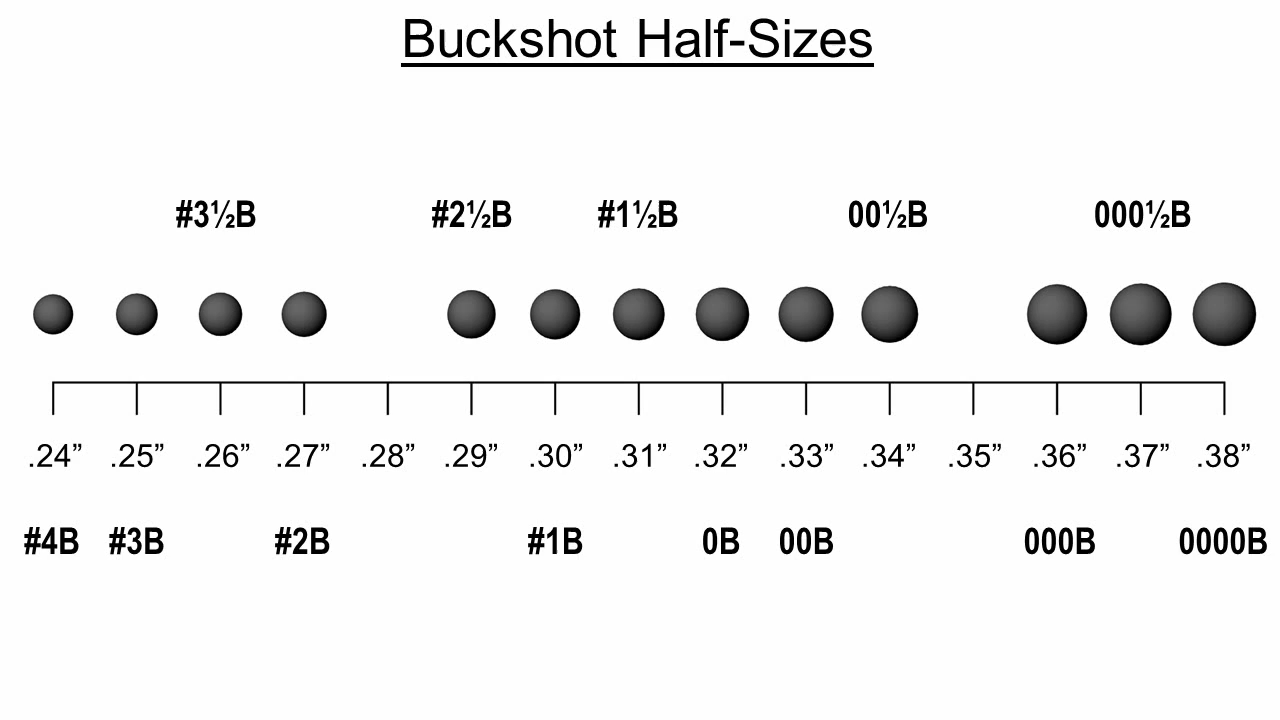 Buckshot Half-Sizes
#3½B #2½B #1½B 00½B 000½B
.24” .25” .26” .27” .28” .29” .30” .31” .32” .33” .34” .35” .36” .37” .38”
#4B #3B #2B #1B 0B 00B 000B 0000B